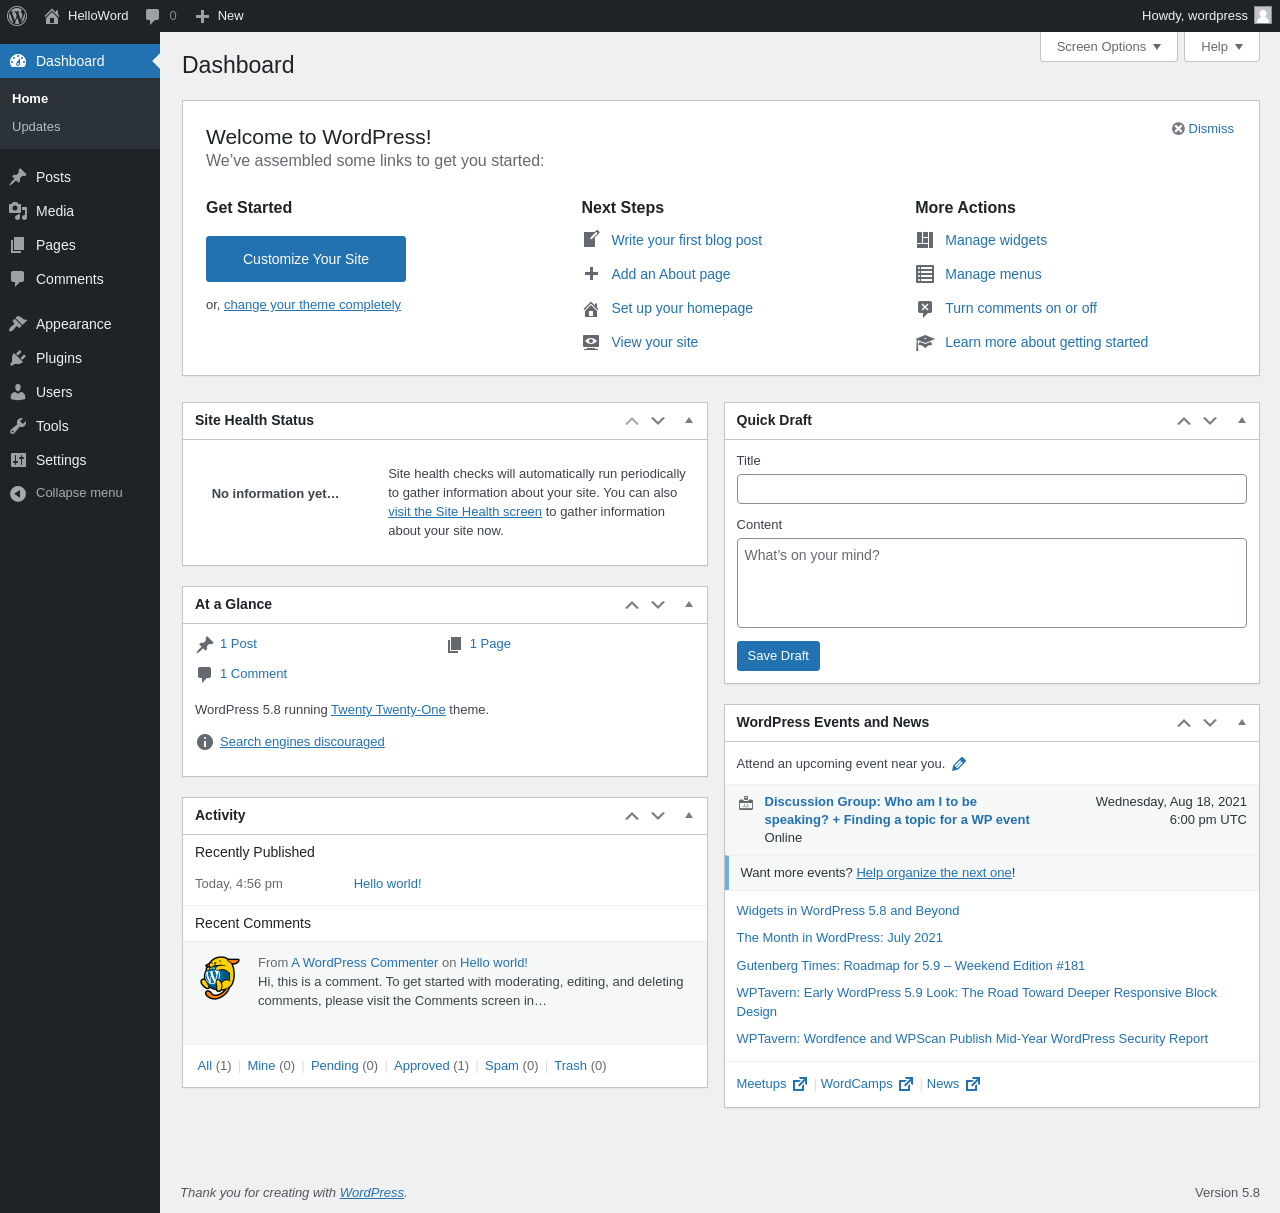 HelloWord
0
New
Howdy, wordpress
Dashboard
Home
Updates
Posts
Media
Pages
Comments
Appearance
Plugins
Users
Tools
Settings
Collapse menu
Screen Options
Help
Dashboard
Welcome to WordPress!
Dismiss
We’ve assembled some links to get you started:
Get Started
Customize Your Site
or, change your theme completely
Next Steps
Write your first blog post
Add an About page
Set up your homepage
View your site
More Actions
Manage widgets
Manage menus
Turn comments on or off
Learn more about getting started
Site Health Status
No information yet…
Site health checks will automatically run periodically
to gather information about your site. You can also
visit the Site Health screen to gather information
about your site now.
At a Glance
1 Post
1 Page
1 Comment
WordPress 5.8 running Twenty Twenty-One theme.
Search engines discouraged
Activity
Recently Published
Today, 4:56 pm
Hello world!
Recent Comments
From A WordPress Commenter on Hello world!
Hi, this is a comment. To get started with moderating, editing, and deleting
comments, please visit the Comments screen in…
All (1) | Mine (0) | Pending (0) | Approved (1) | Spam (0) | Trash (0)
Quick Draft
Title
Content
What’s on your mind?
Save Draft
WordPress Events and News
Attend an upcoming event near you.
Discussion Group: Who am I to be
speaking? + Finding a topic for a WP event
Online
Wednesday, Aug 18, 2021
6:00 pm UTC
Want more events? Help organize the next one!
Widgets in WordPress 5.8 and Beyond
The Month in WordPress: July 2021
Gutenberg Times: Roadmap for 5.9 – Weekend Edition #181
WPTavern: Early WordPress 5.9 Look: The Road Toward Deeper Responsive Block
Design
WPTavern: Wordfence and WPScan Publish Mid-Year WordPress Security Report
Meetups | WordCamps | News
Thank you for creating with WordPress.
Version 5.8